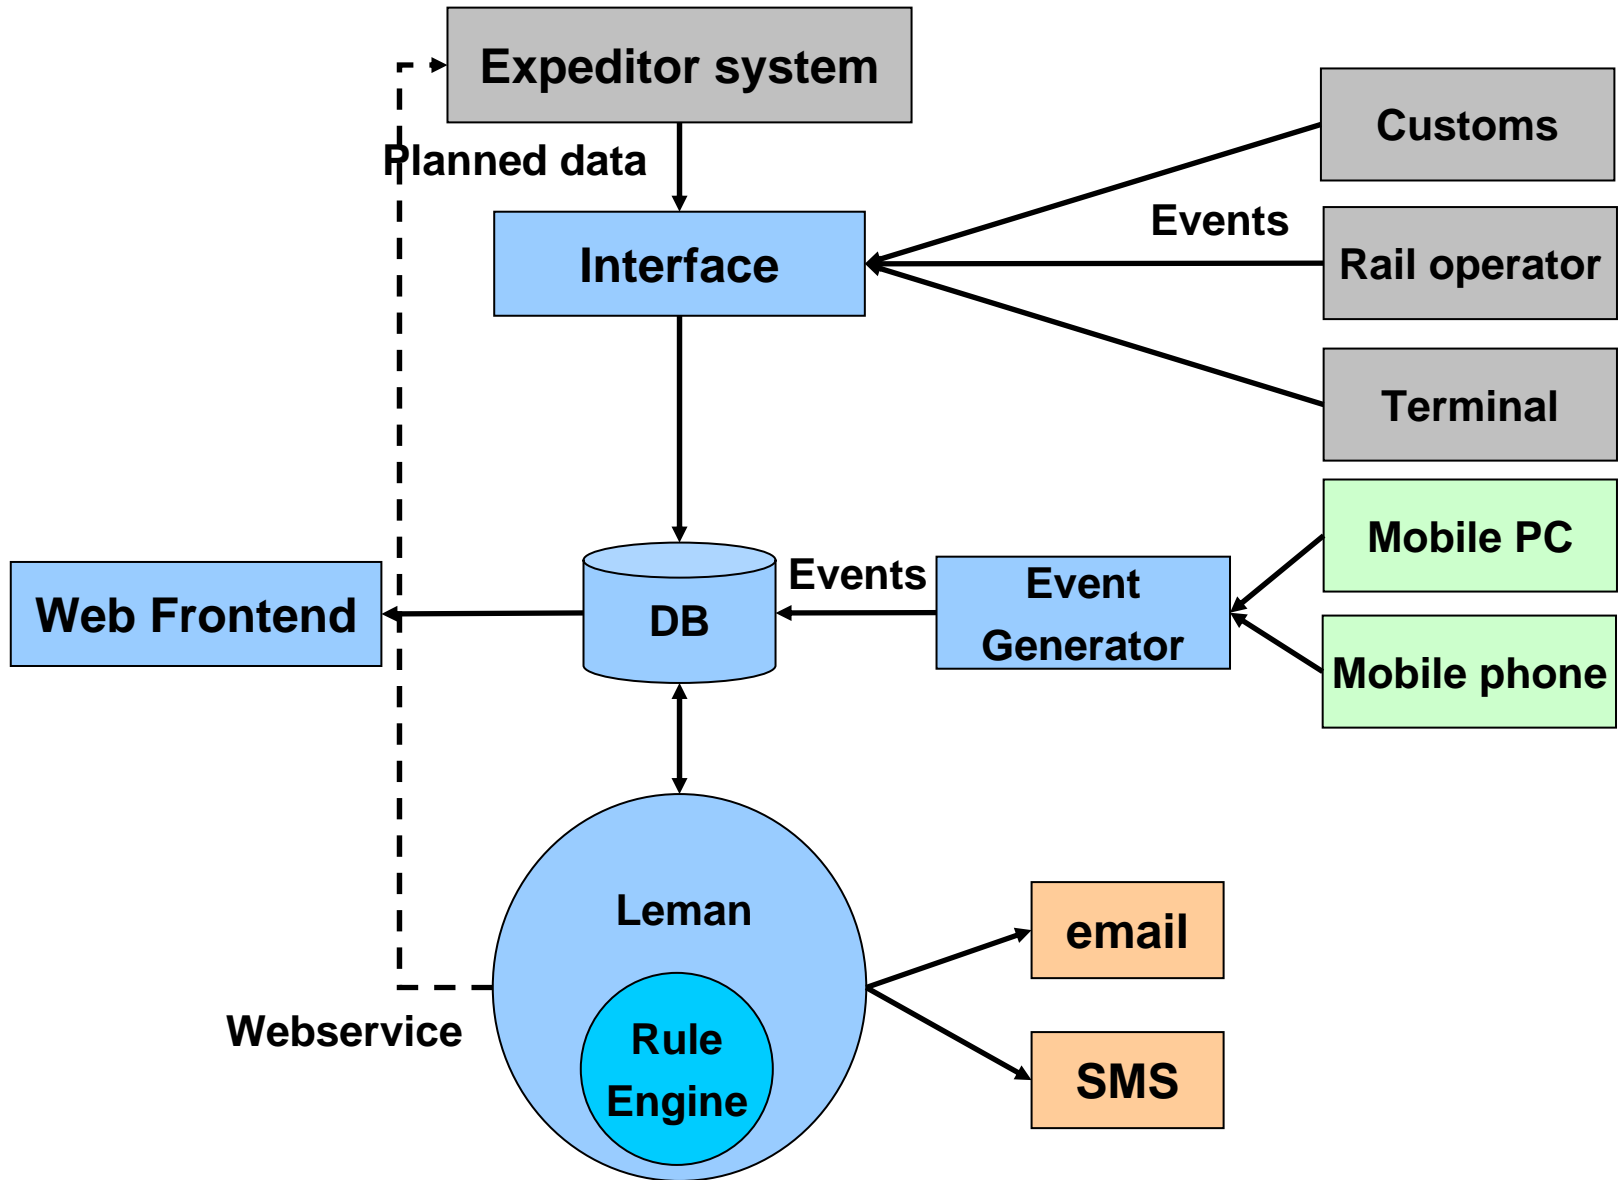 Expeditor system
Customs
Planned data
Events
Interface
Rail operator
Terminal
Mobile PC
Events
Event
Generator
Web Frontend
DB
Mobile phone
Leman
email
Webservice
Rule
Engine
SMS